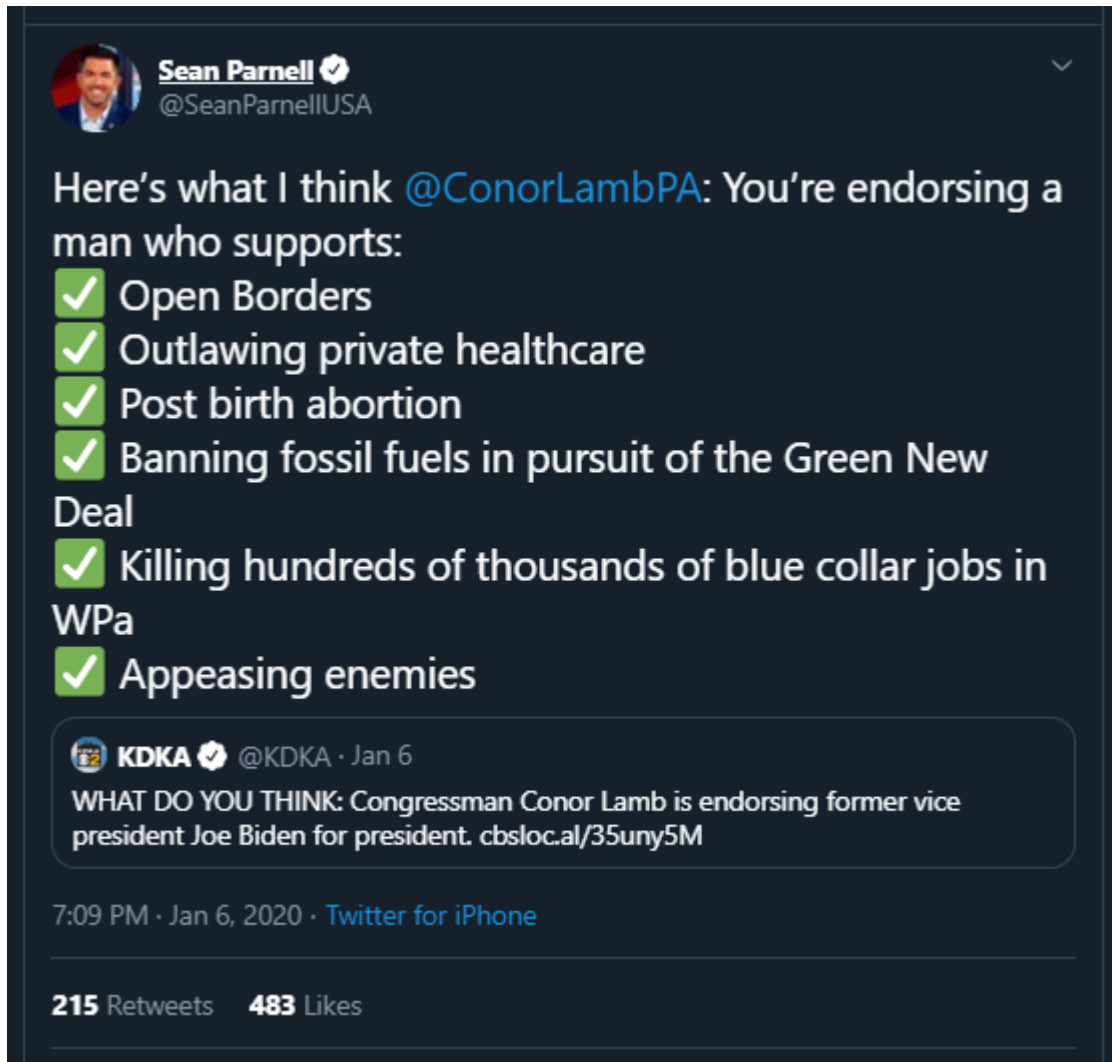 Sean Parnell
@SeanParnellUSA
Here's what I think @ConorLambPA: You're endorsing a
man who supports:
✅ Open Borders
✅ Outlawing private healthcare
✅ Post birth abortion
✅ Banning fossil fuels in pursuit of the Green New
Deal
✅ Killing hundreds of thousands of blue collar jobs in
WPa
✅ Appeasing enemies
KDKA @KDKA · Jan 6
WHAT DO YOU THINK: Congressman Conor Lamb is endorsing former vice
president Joe Biden for president. cbsloc.al/35uny5M
7:09 PM · Jan 6, 2020 · Twitter for iPhone
215 Retweets 483 Likes